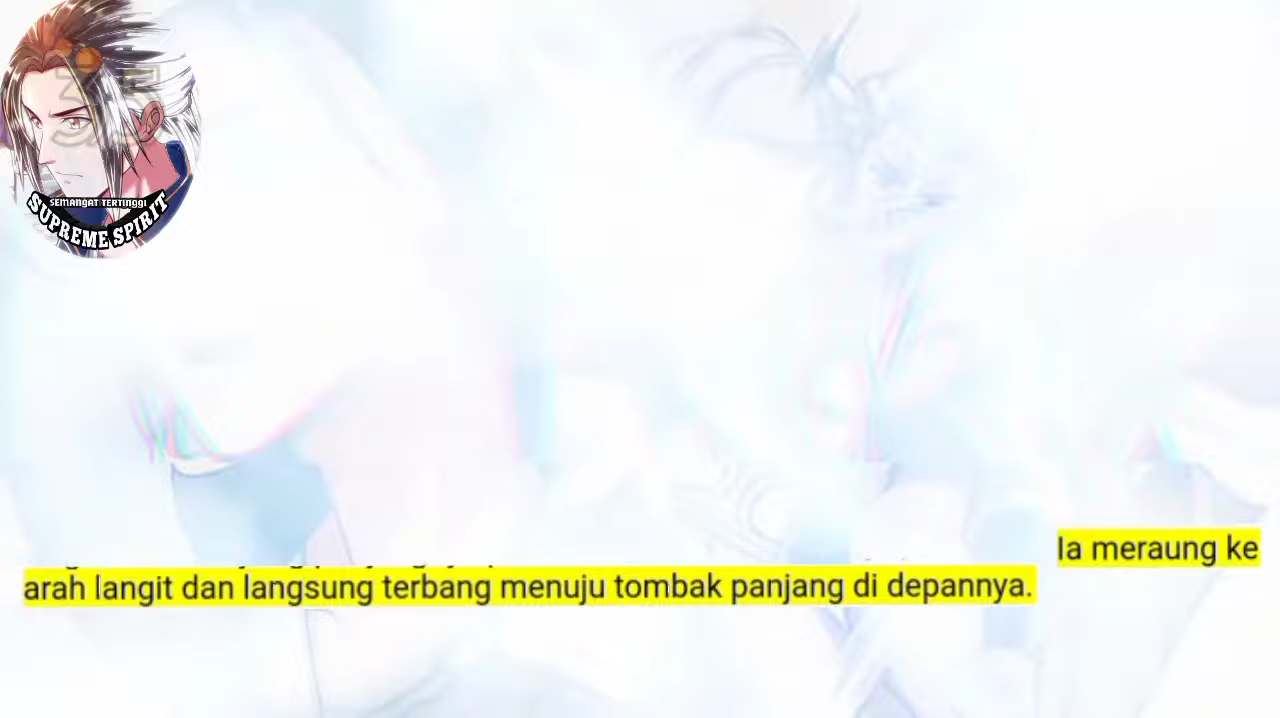 SEMANGAT TERTINGGI
SUPREME SPIRIT
Ia meraung ke
arah langit dan langsung terbang menuju tombak panjang di depannya.